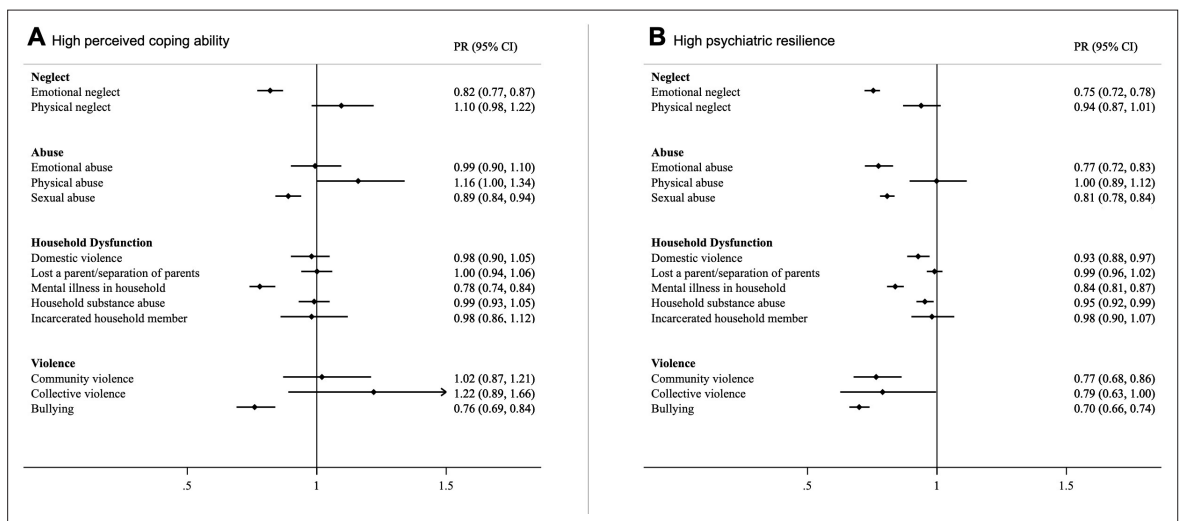 A High perceived coping ability
PR (95% CI)
Neglect
Emotional neglect 0.82 (0.77, 0.87)
Physical neglect 1.10 (0.98, 1.22)
Abuse
Emotional abuse 0.99 (0.90, 1.10)
Physical abuse 1.16 (1.00, 1.34)
Sexual abuse 0.89 (0.84, 0.94)
Household Dysfunction
Domestic violence 0.98 (0.90, 1.05)
Lost a parent/separation of parents 1.00 (0.94, 1.06)
Mental illness in household 0.78 (0.74, 0.84)
Household substance abuse 0.99 (0.93, 1.05)
Incarcerated household member 0.98 (0.86, 1.12)
Violence
Community violence 1.02 (0.87, 1.21)
Collective violence 1.22 (0.89, 1.66)
Bullying 0.76 (0.69, 0.84)
.5 1 1.5
B High psychiatric resilience
PR (95% CI)
Neglect
Emotional neglect 0.75 (0.72, 0.78)
Physical neglect 0.94 (0.87, 1.01)
Abuse
Emotional abuse 0.77 (0.72, 0.83)
Physical abuse 1.00 (0.89, 1.12)
Sexual abuse 0.81 (0.78, 0.84)
Household Dysfunction
Domestic violence 0.93 (0.88, 0.97)
Lost a parent/separation of parents 0.99 (0.96, 1.02)
Mental illness in household 0.84 (0.81, 0.87)
Household substance abuse 0.95 (0.92, 0.99)
Incarcerated household member 0.98 (0.90, 1.07)
Violence
Community violence 0.77 (0.68, 0.86)
Collective violence 0.79 (0.63, 1.00)
Bullying 0.70 (0.66, 0.74)
.5 1 1.5